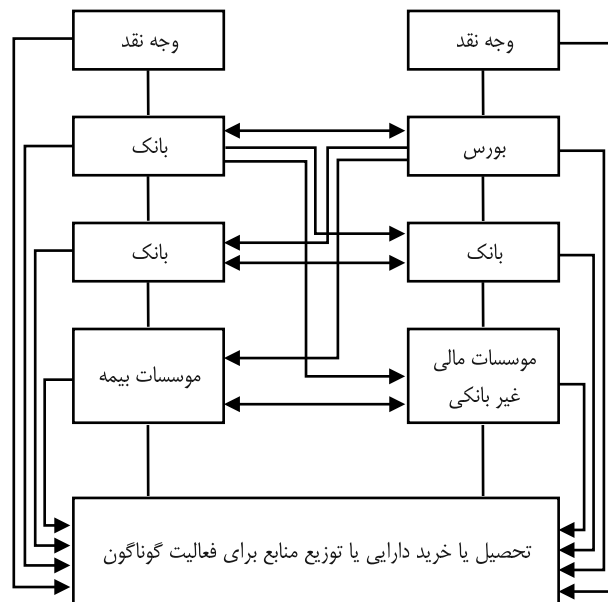 وجه نقد
وجه نقد
بورس
بانک
بانک
بانک
موسسات مالی
غیر بانکی
موسسات بیمه
تحصیل یا خرید دارایی یا توزیع منابع برای فعالیت گوناگون